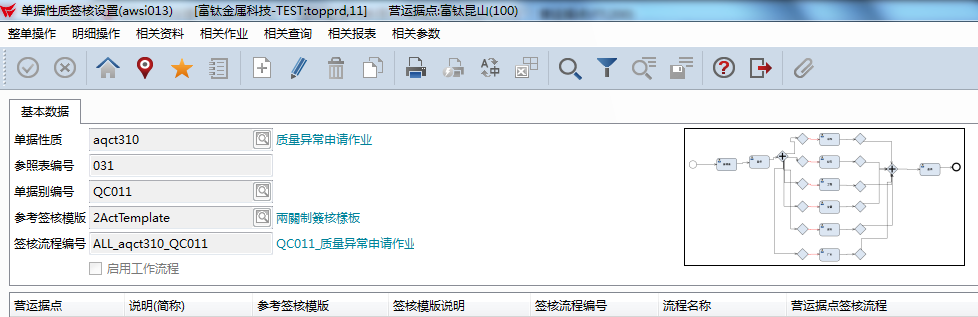 单据性质签核设置(awsi013) [富钛金属科技-TEST:topprd,11] 营运据点:富钛昆山(100)
整单操作 明细操作 相关资料 相关作业 相关查询 相关报表 相关参数
基本数据
单据性质 aqct310 质量异常申请作业
参照表编号 031
单据别编号 QC011
参考签核模版 2ActTemplate 兩關制簽核樣板
签核流程编号 ALL_aqct310_QC011 QC011_质量异常申请作业
启用工作流程
营运据点 说明(简称) 参考签核模版 签核模版说明 签核流程编号 流程名称 营运据点签核流程